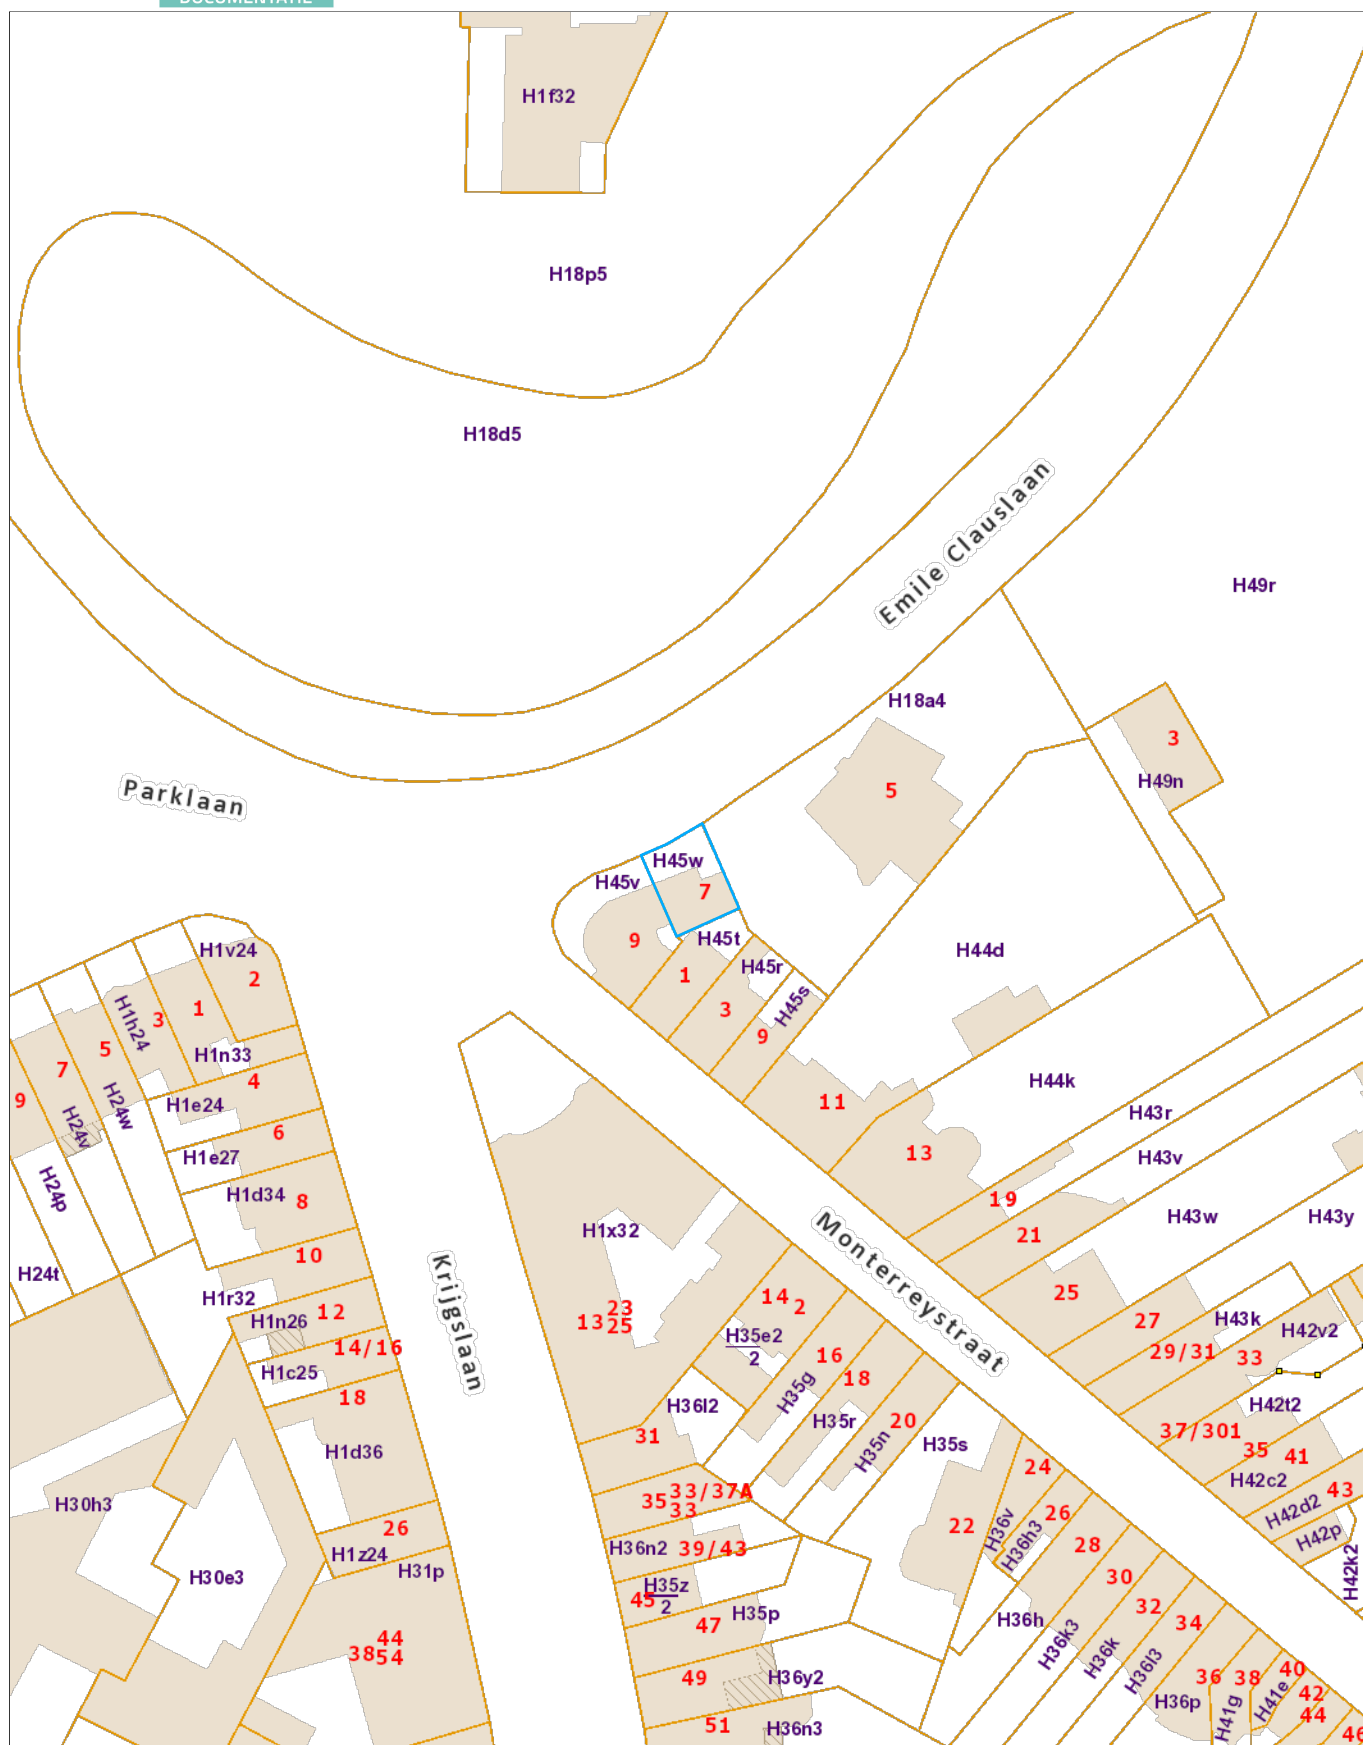 DOCUMENTATIE
H1f32
H18p5
H18d5
Emile Clauslaan
H49r
H18a4
3
H49n
5
Parklaan
H45w
H45v
7
9
H45t
H45r
H45s
1
3
9
H44d
H1v24
2
1
H1h24
3
5
7
9
H1n33
4
H1e24
H24w
H24v
6
H1e27
H24p
H1d34
8
10
H24t
H1r32
H1n26
12
14/16
H1c25
18
H1d36
H30h3
26
H1z24
H31p
H30e3
44
38
54
H44k
11
13
H43r
H43v
19
21
H43w
H43y
Monterreystraat
Krijgslaan
H1x32
23
13
25
14
2
H35e2
2
16
H35g
18
H36l2
H35r
20
H35n
H35s
25
27
H43k
H42v2
29/31
33
H42t2
37/301
35
41
H42c2
43
H42d2
H42p
H42k2
31
33/37A
35
33
H36n2
39/43
H35z
2
45
47
H35p
49
H36y2
51
H36n3
22
24
H36v
26
H36h3
28
30
H36h
32
H36k3
34
H36k
H36l3
36
38
40
H36p
H41g
H41e
42
44
46